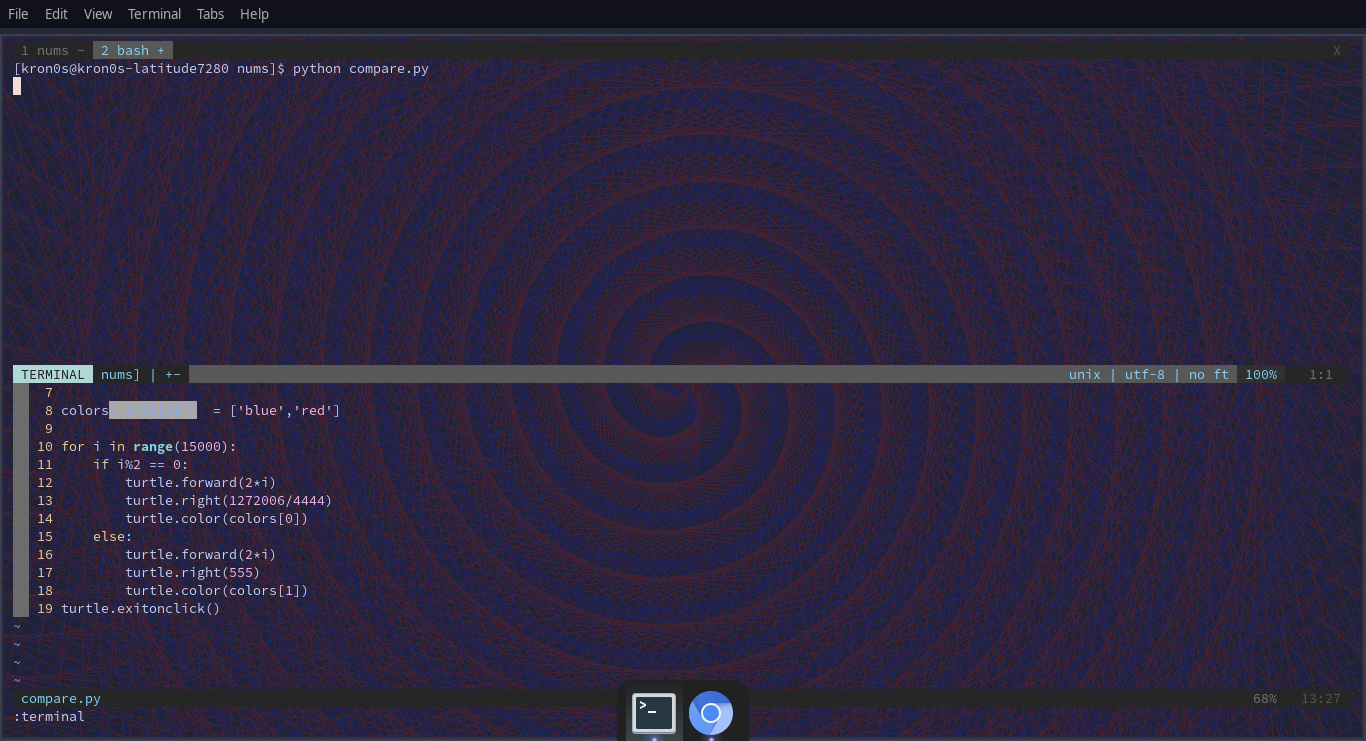 File Edit View Terminal Tabs Help
1 nums - 2 bash + X
[kron0s@kron0s-latitude7280 nums]$ python compare.py
TERMINAL nums] | +- unix | utf-8 | no ft 100% 1:1
7
8 colors = ['blue','red']
9
10 for i in range(15000):
11 if i%2 == 0:
12 turtle.forward(2*i)
13 turtle.right(1272006/4444)
14 turtle.color(colors[0])
15 else:
16 turtle.forward(2*i)
17 turtle.right(555)
18 turtle.color(colors[1])
19 turtle.exitonclick()
~
~
~
~
compare.py 68% 13:27
:terminal
>_